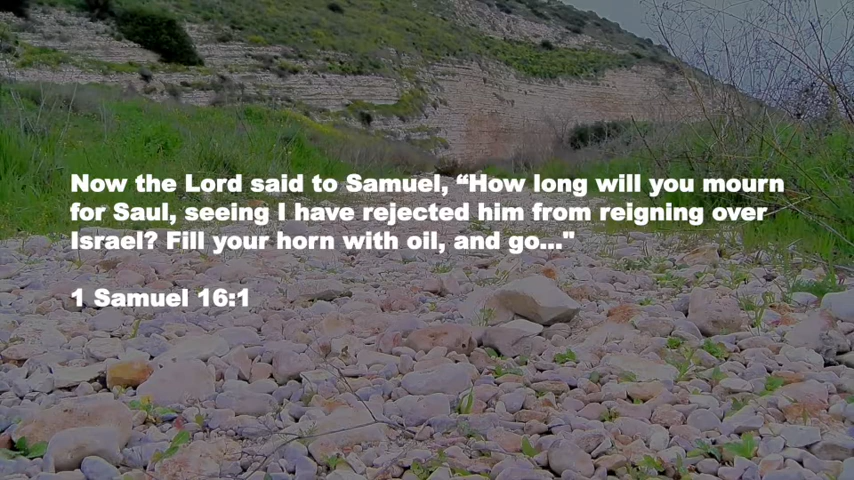 Now the Lord said to Samuel, “How long will you mourn
for Saul, seeing I have rejected him from reigning over
Israel? Fill your horn with oil, and go..."
1 Samuel 16:1